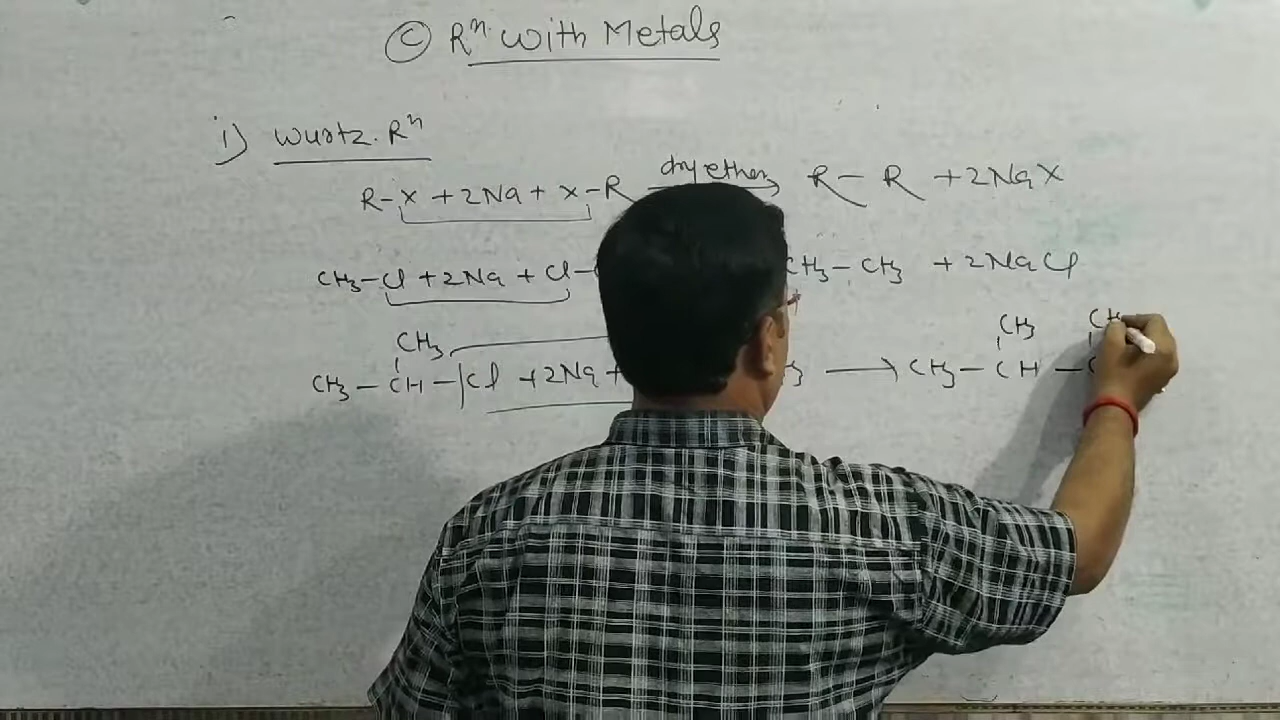 © Rⁿ. With Metals
i) Wurtz. Rⁿ
R-X + 2Na + X-R dry ether → R-R + 2NaX
CH₃-Cl + 2Na + Cl- CH₃-CH₃ + 2NaCl
CH₃ CH₃ CH₃
CH₃-CH-Cl + 2Na + → CH₃-CH-